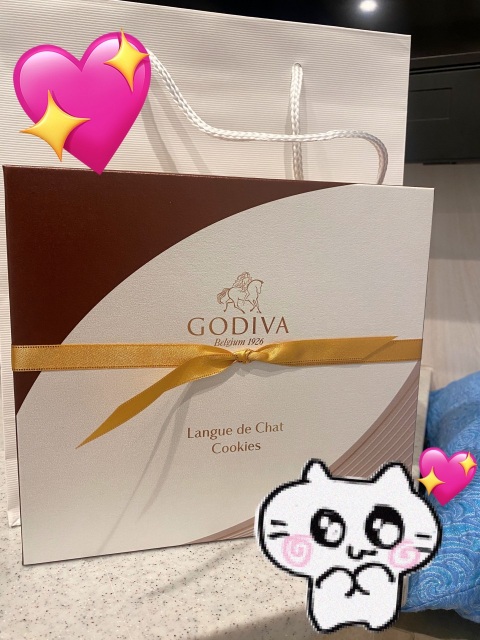 GODIVA
Belgium 1926
Langue de Chat
Cookies